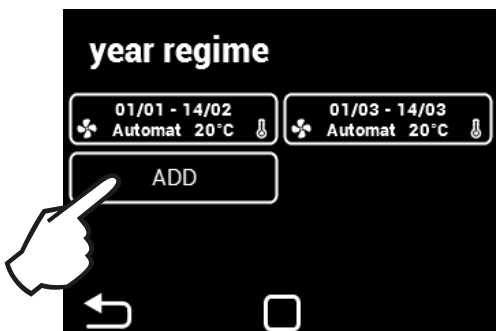 year regime
01/01 - 14/02
Automat 20°C
01/03 - 14/03
Automat 20°C
ADD